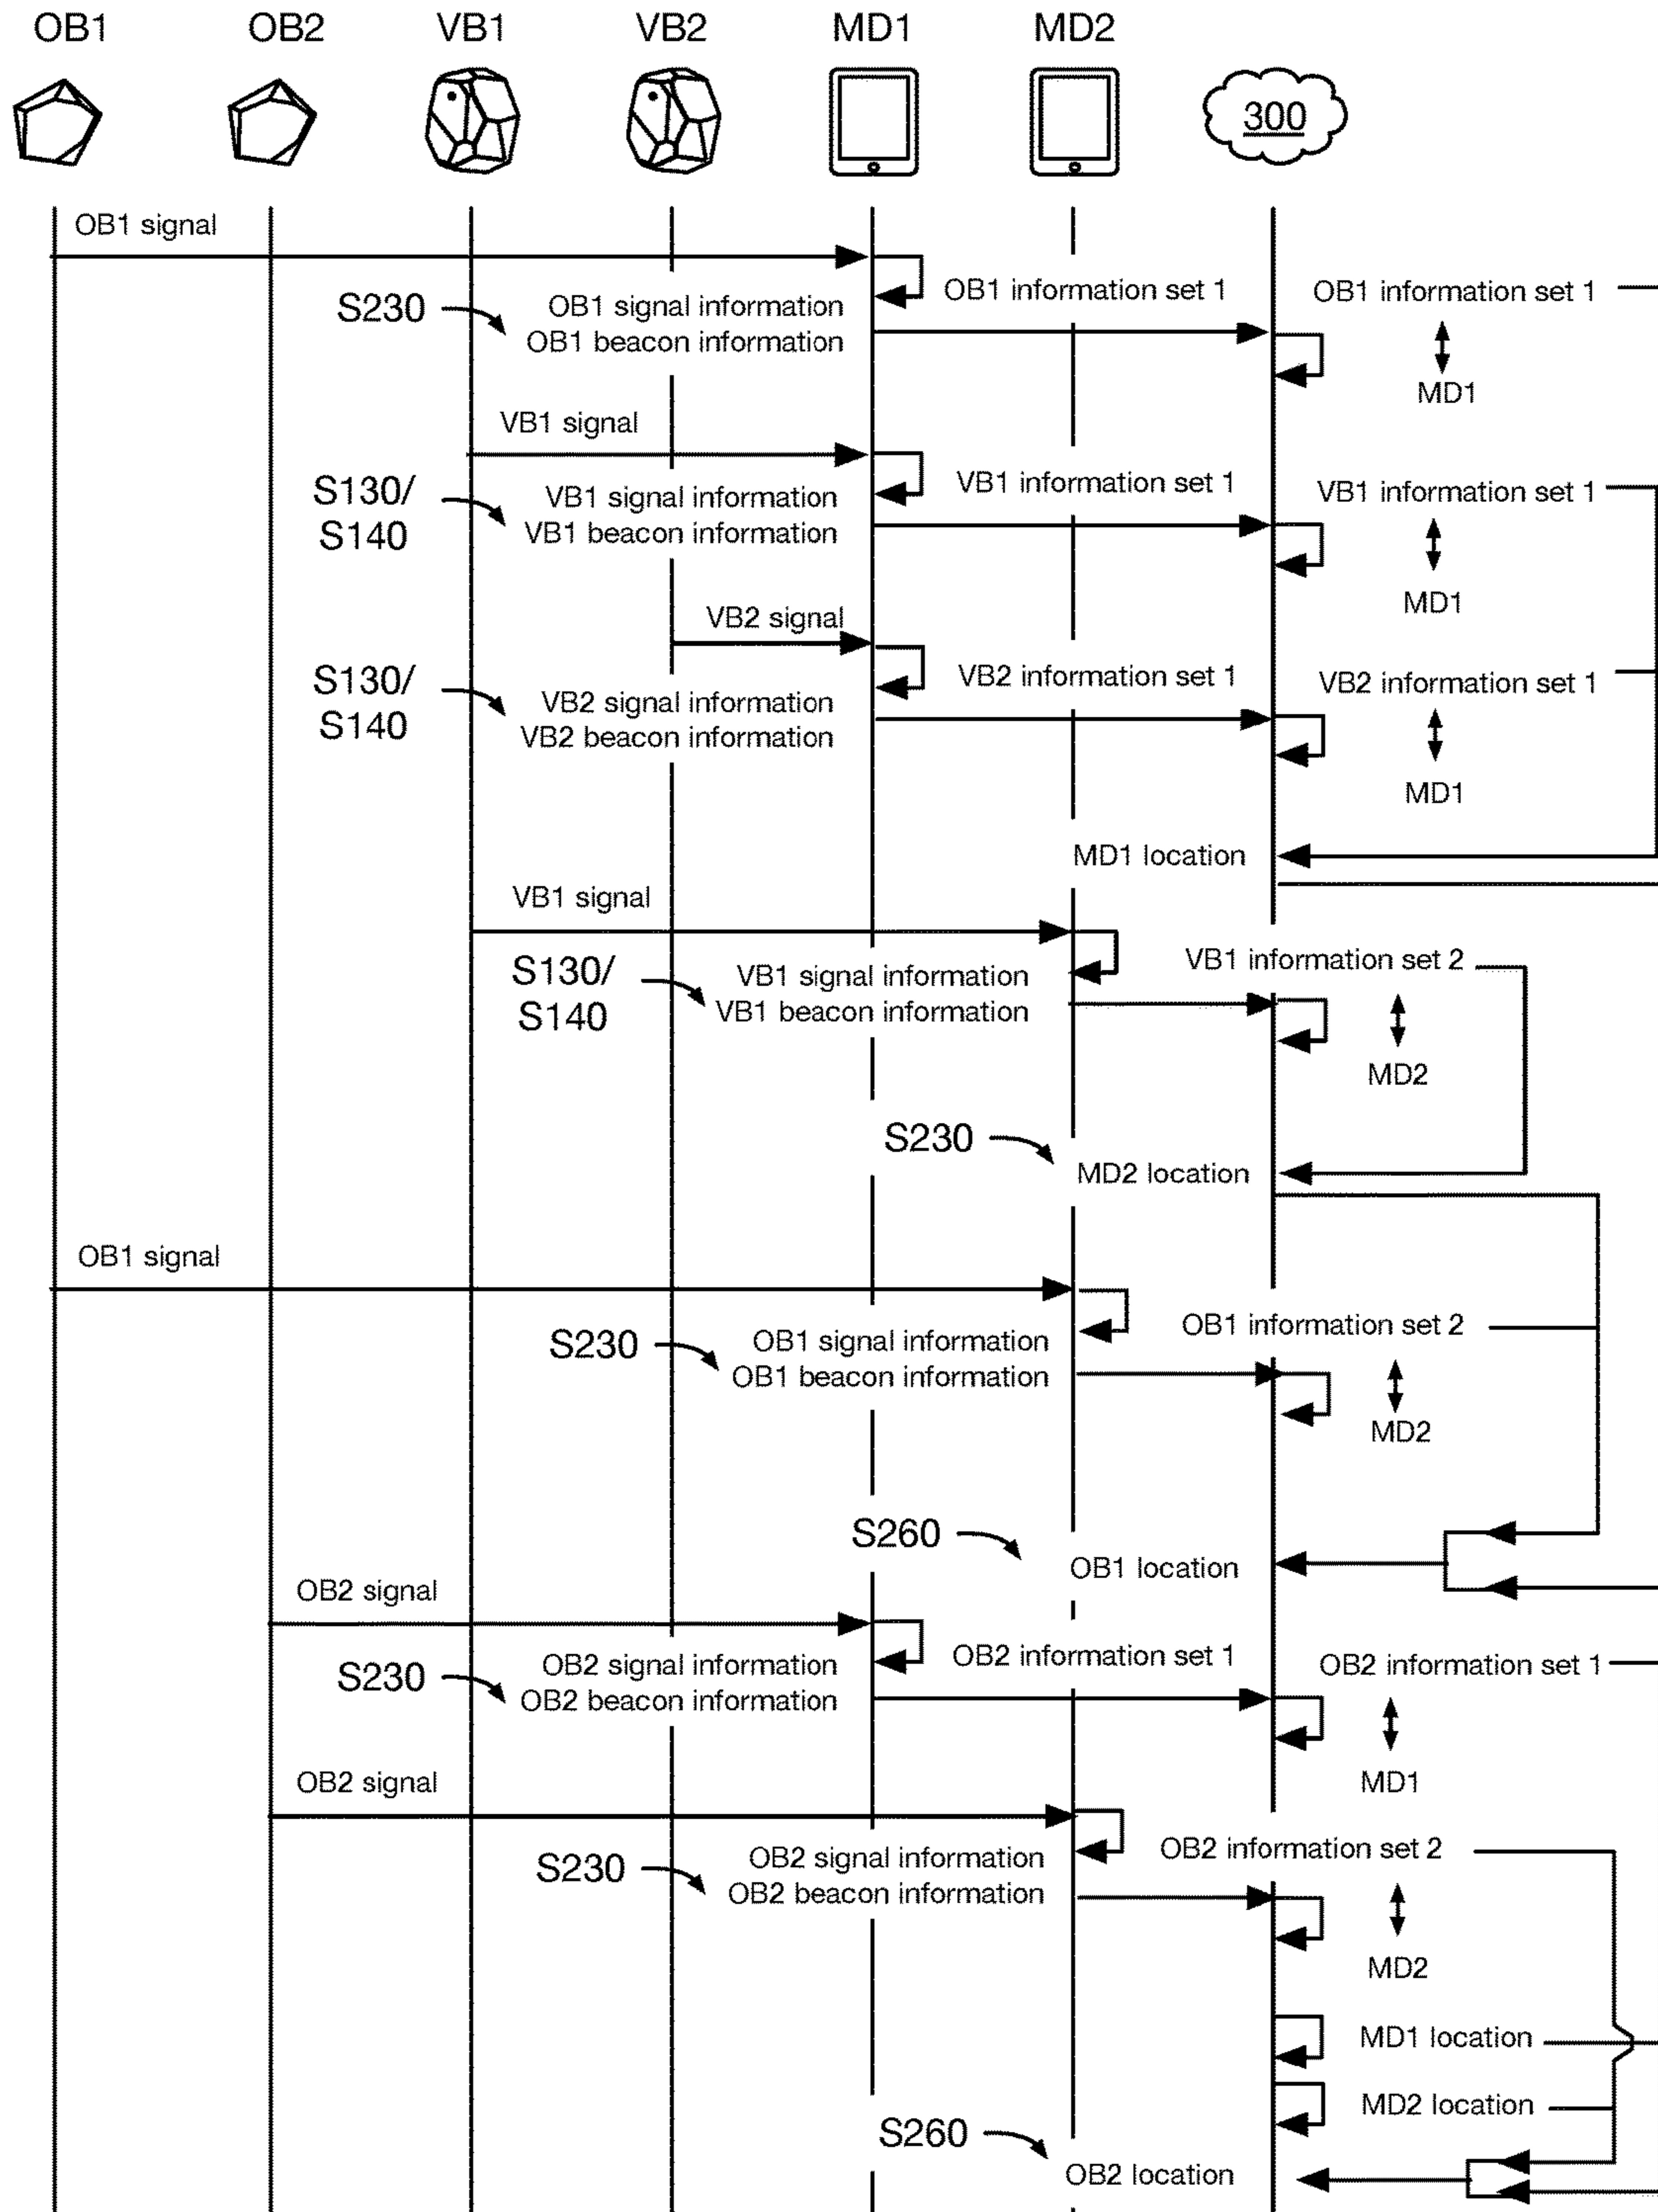 OB1 OB2 VB1 VB2 MD1 MD2
300
OB1 signal
OB1 information set 1
OB1 information set 1
S230
OB1 signal information
OB1 beacon information
MD1
VB1 signal
VB1 information set 1
VB1 information set 1
S130/
S140
VB1 signal information
VB1 beacon information
MD1
VB2 signal
VB2 information set 1
VB2 information set 1
S130/
S140
VB2 signal information
VB2 beacon information
MD1
MD1 location
VB1 signal
S130/
S140
VB1 signal information
VB1 beacon information
VB1 information set 2
MD2
S230
MD2 location
OB1 signal
S230
OB1 signal information
OB1 beacon information
OB1 information set 2
MD2
S260
OB1 location
OB2 signal
S230
OB2 signal information
OB2 beacon information
OB2 information set 1
OB2 information set 1
MD1
OB2 signal
S230
OB2 signal information
OB2 beacon information
OB2 information set 2
MD2
MD1 location
MD2 location
S260
OB2 location